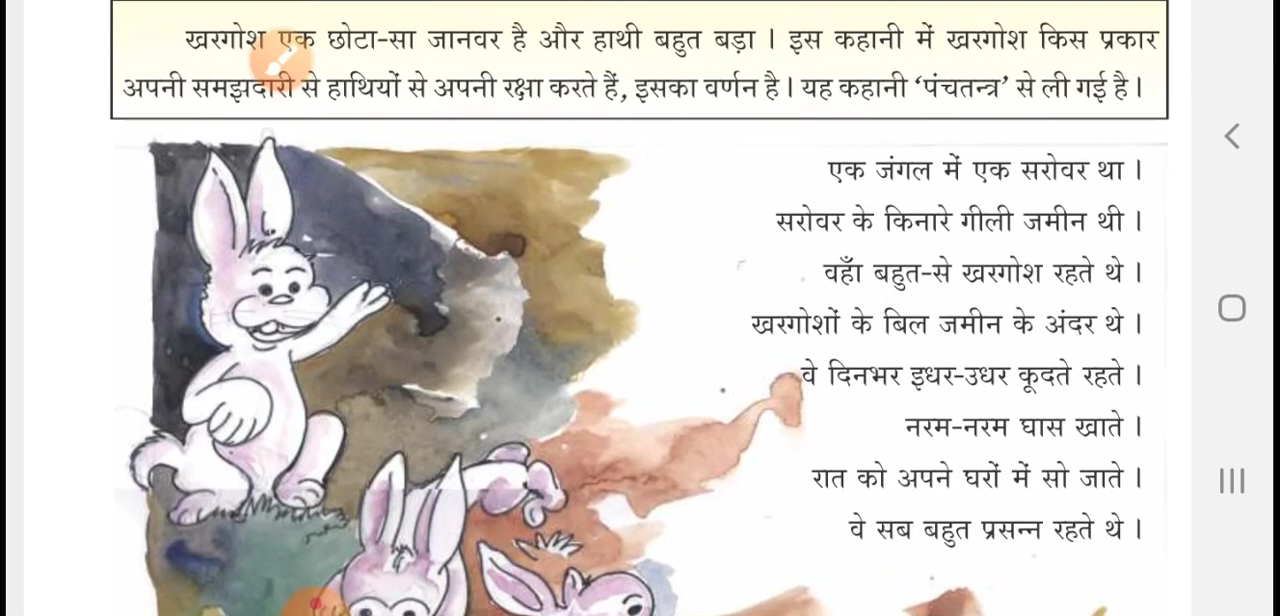 खरगोश एक छोटा-सा जानवर है और हाथी बहुत बड़ा । इस कहानी में खरगोश किस प्रकार
अपनी समझदारी से हाथियों से अपनी रक्षा करते हैं, इसका वर्णन है । यह कहानी ‘पंचतन्त्र’ से ली गई है ।
एक जंगल में एक सरोवर था ।
सरोवर के किनारे गीली जमीन थी ।
वहाँ बहुत-से खरगोश रहते थे ।
खरगोशों के बिल जमीन के अंदर थे ।
वे दिनभर इधर-उधर कूदते रहते ।
नरम-नरम घास खाते ।
रात को अपने घरों में सो जाते ।
वे सब बहुत प्रसन्न रहते थे ।